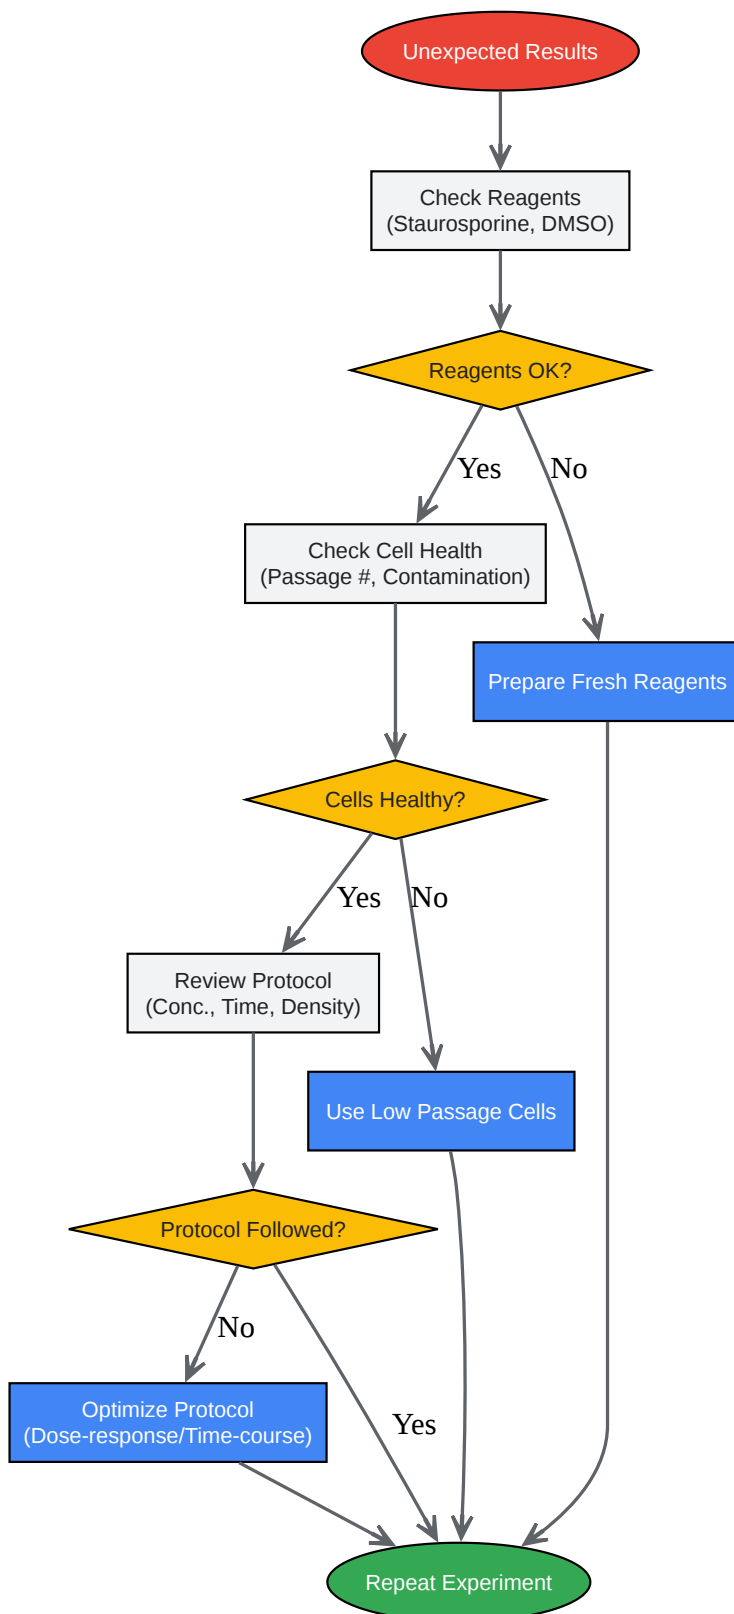 Unexpected Results
Check Reagents
(Staurosporine, DMSO)
Reagents OK?
Yes
No
Check Cell Health
(Passage #, Contamination)
Prepare Fresh Reagents
Cells Healthy?
Yes
No
Review Protocol
(Conc., Time, Density)
Use Low Passage Cells
Protocol Followed?
No
Optimize Protocol
(Dose-response/Time-course)
Yes
Repeat Experiment